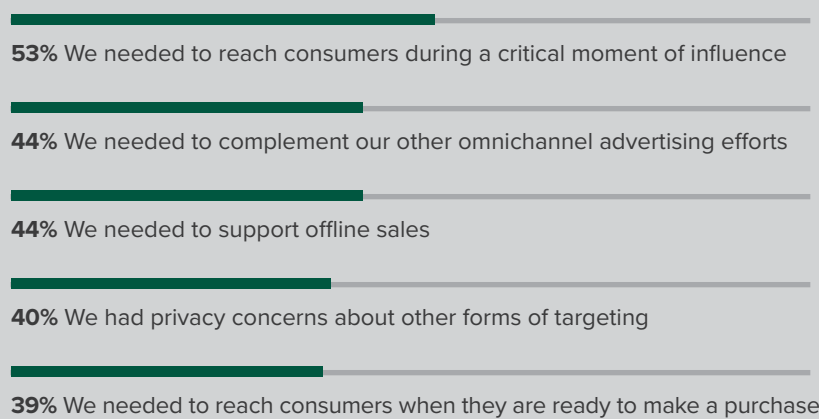 53% We needed to reach consumers during a critical moment of influence
44% We needed to complement our other omnichannel advertising efforts
44% We needed to support offline sales
40% We had privacy concerns about other forms of targeting
39% We needed to reach consumers when they are ready to make a purchase